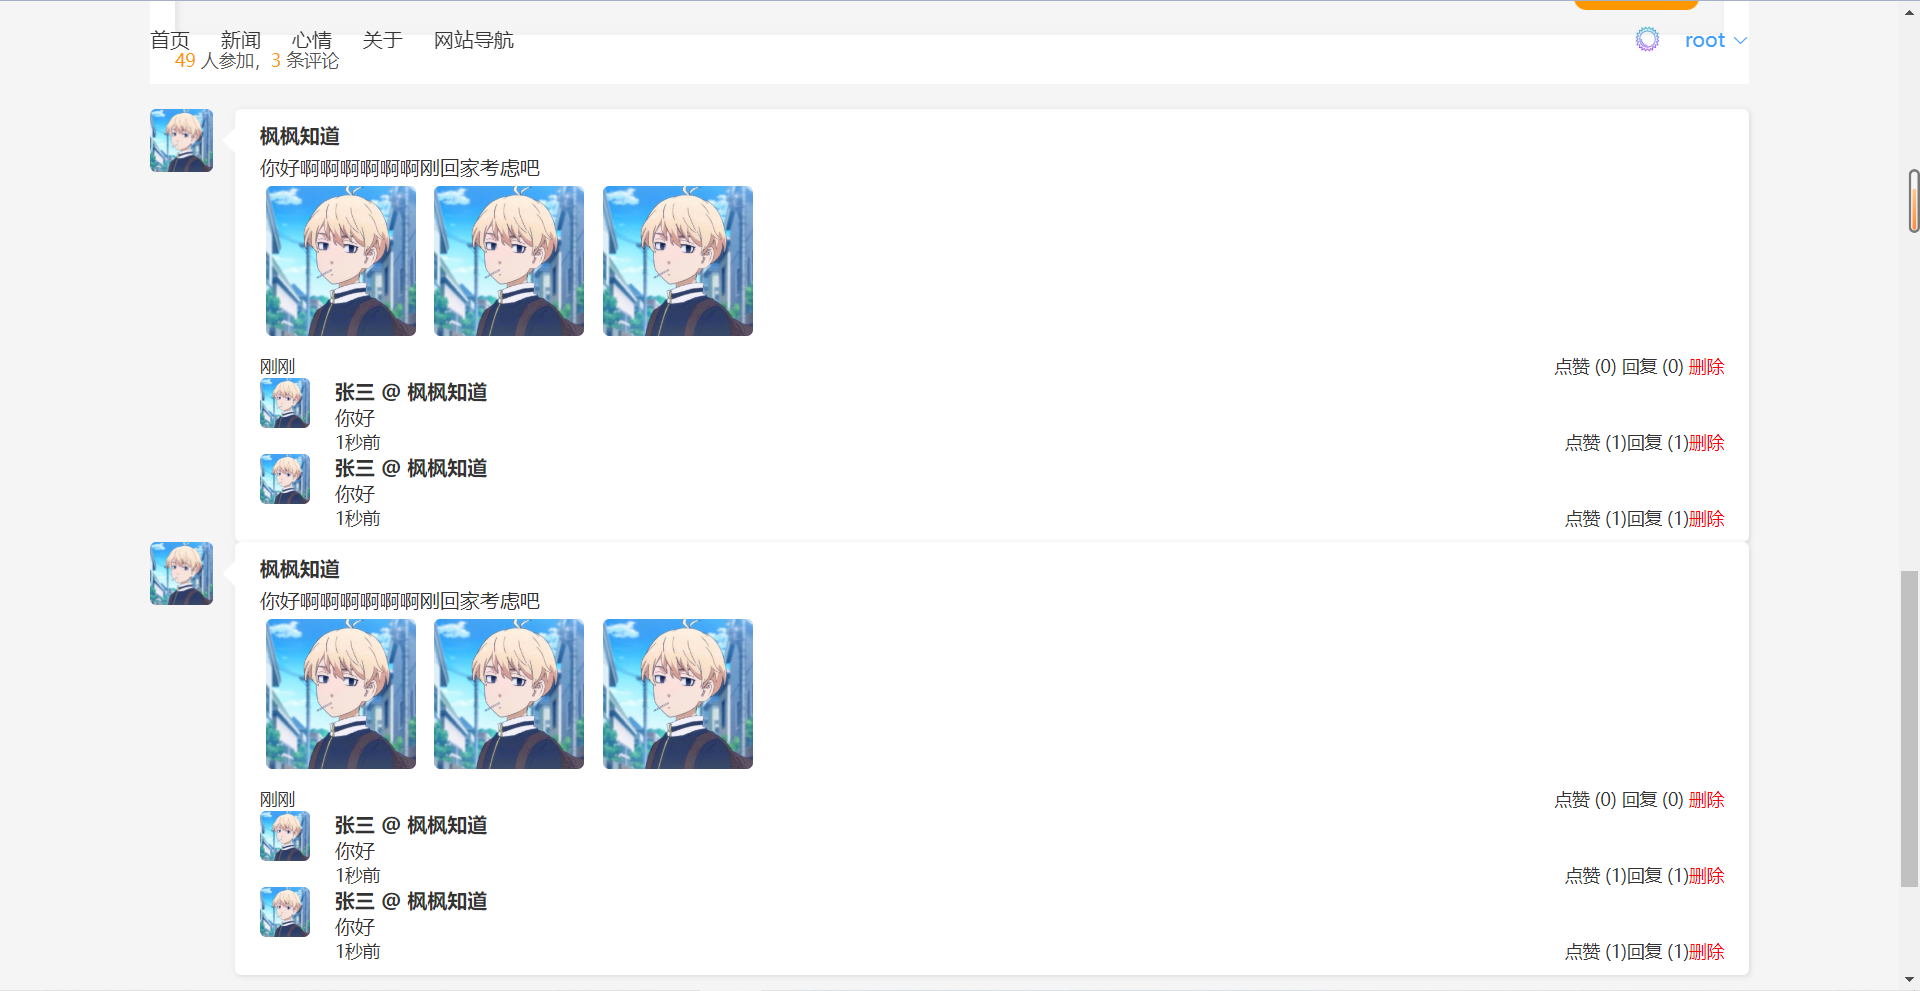 首页 新闻 心情 关于 网站导航 root
49 人参加，3 条评论
枫枫知道
你好啊啊啊啊啊啊刚回家考虑吧
刚刚 点赞 (0) 回复 (0) 删除
张三 @ 枫枫知道
你好
1秒前 点赞 (1)回复 (1)删除
张三 @ 枫枫知道
你好
1秒前 点赞 (1)回复 (1)删除
枫枫知道
你好啊啊啊啊啊啊刚回家考虑吧
刚刚 点赞 (0) 回复 (0) 删除
张三 @ 枫枫知道
你好
1秒前 点赞 (1)回复 (1)删除
张三 @ 枫枫知道
你好
1秒前 点赞 (1)回复 (1)删除